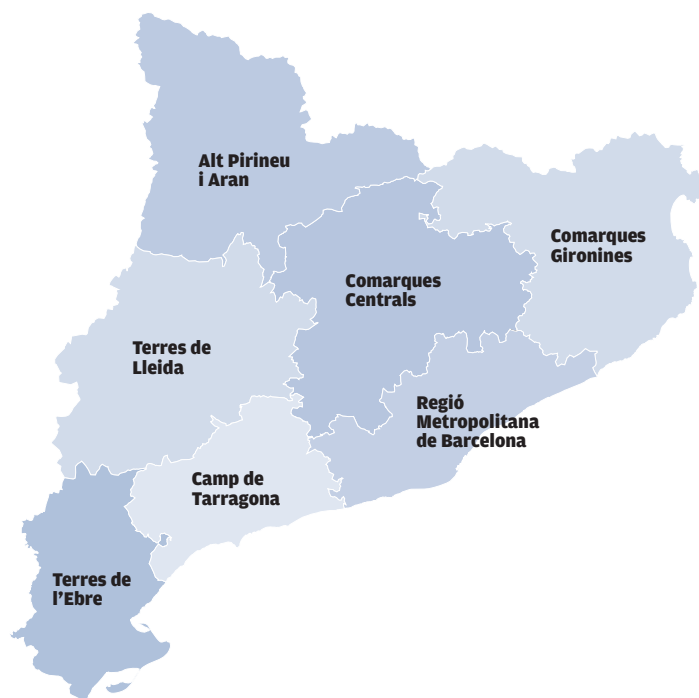 Alt Pirineu
i Aran
Comarques
Gironines
Comarques
Centrals
Terres de
Lleida
Regió
Metropolitana
de Barcelona
Camp de
Tarragona
Terres de
l'Ebre